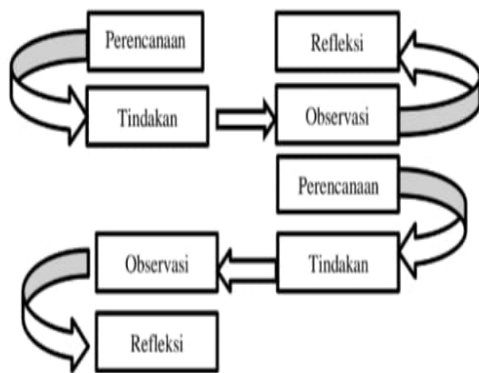 Perencanaan
Refleksi
Tindakan
Observasi
Perencanaan
Observasi
Tindakan
Refleksi